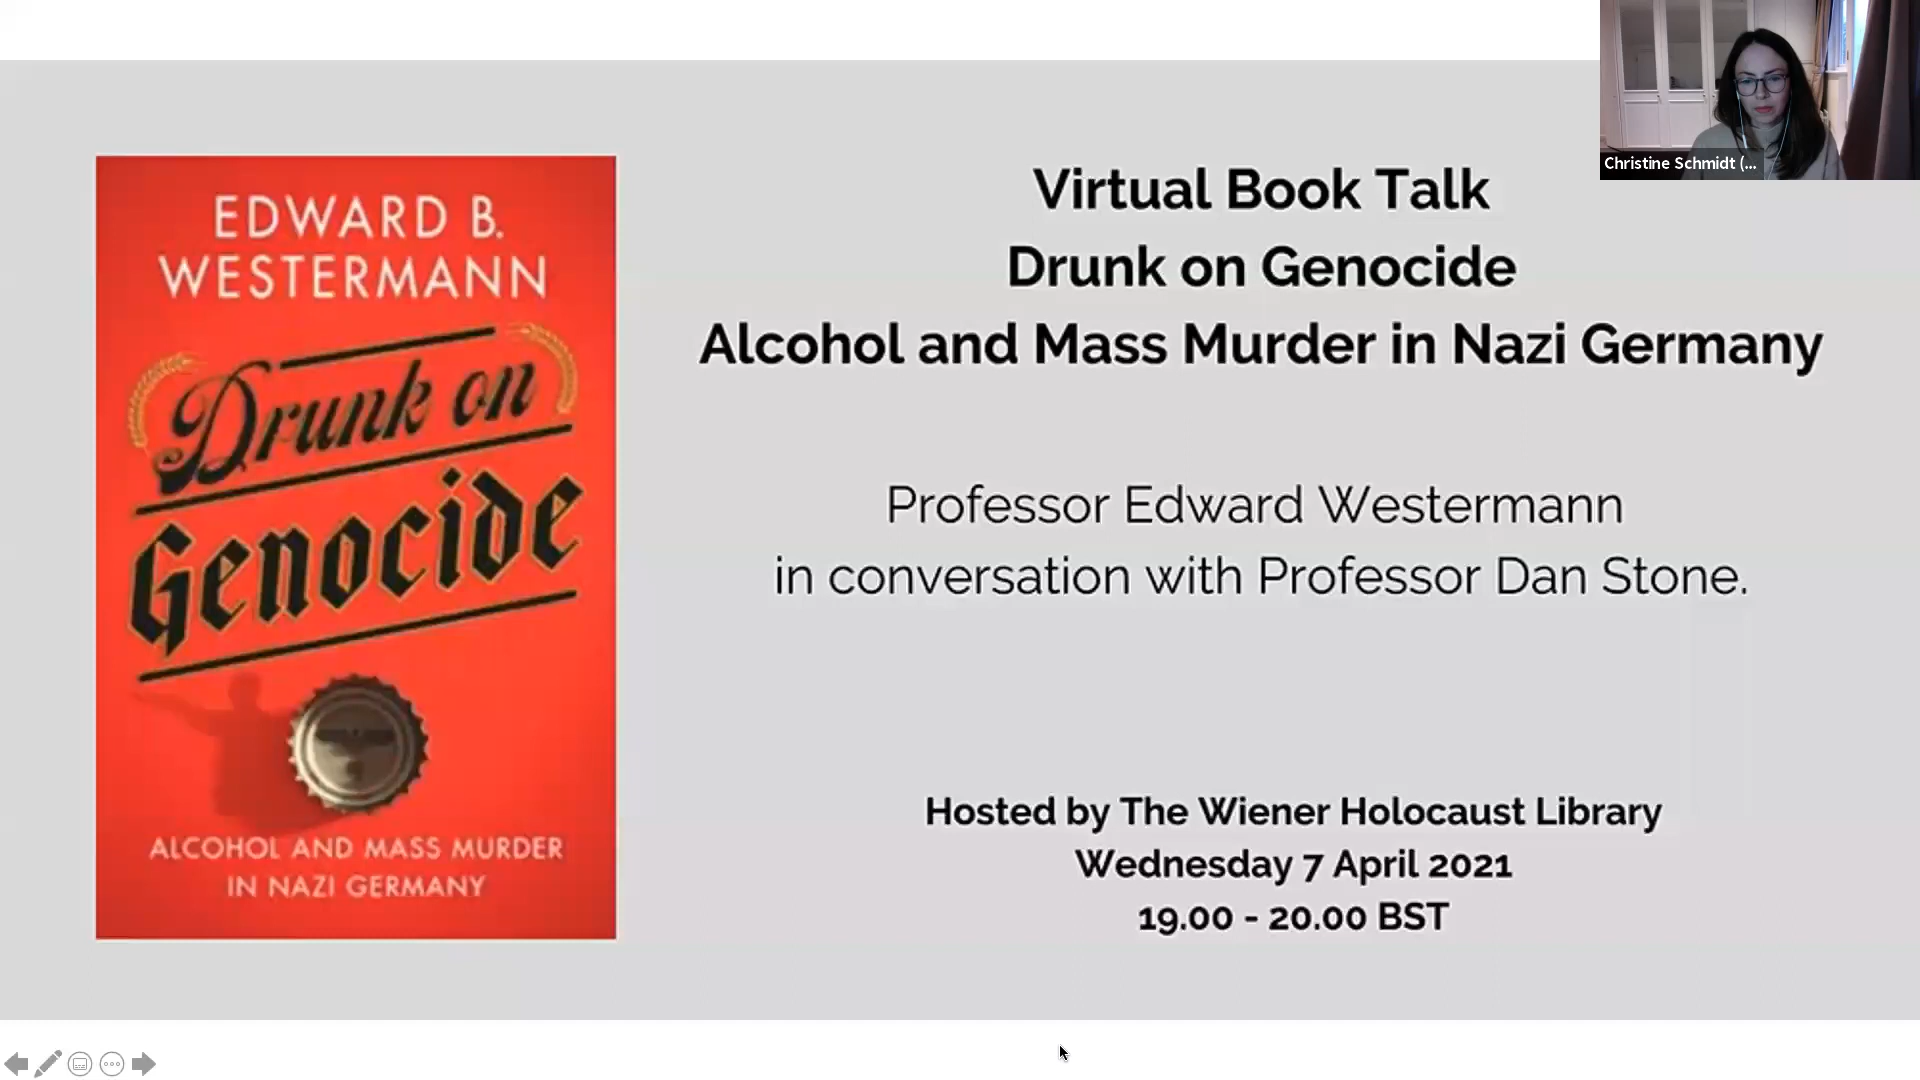 EDWARD B.
WESTERMANN
Drunk on
Genocide
ALCOHOL AND MASS MURDER
IN NAZI GERMANY
Virtual Book Talk
Drunk on Genocide
Alcohol and Mass Murder in Nazi Germany
Professor Edward Westermann
in conversation with Professor Dan Stone.
Hosted by The Wiener Holocaust Library
Wednesday 7 April 2021
19.00 - 20.00 BST
Christine Schmidt (...